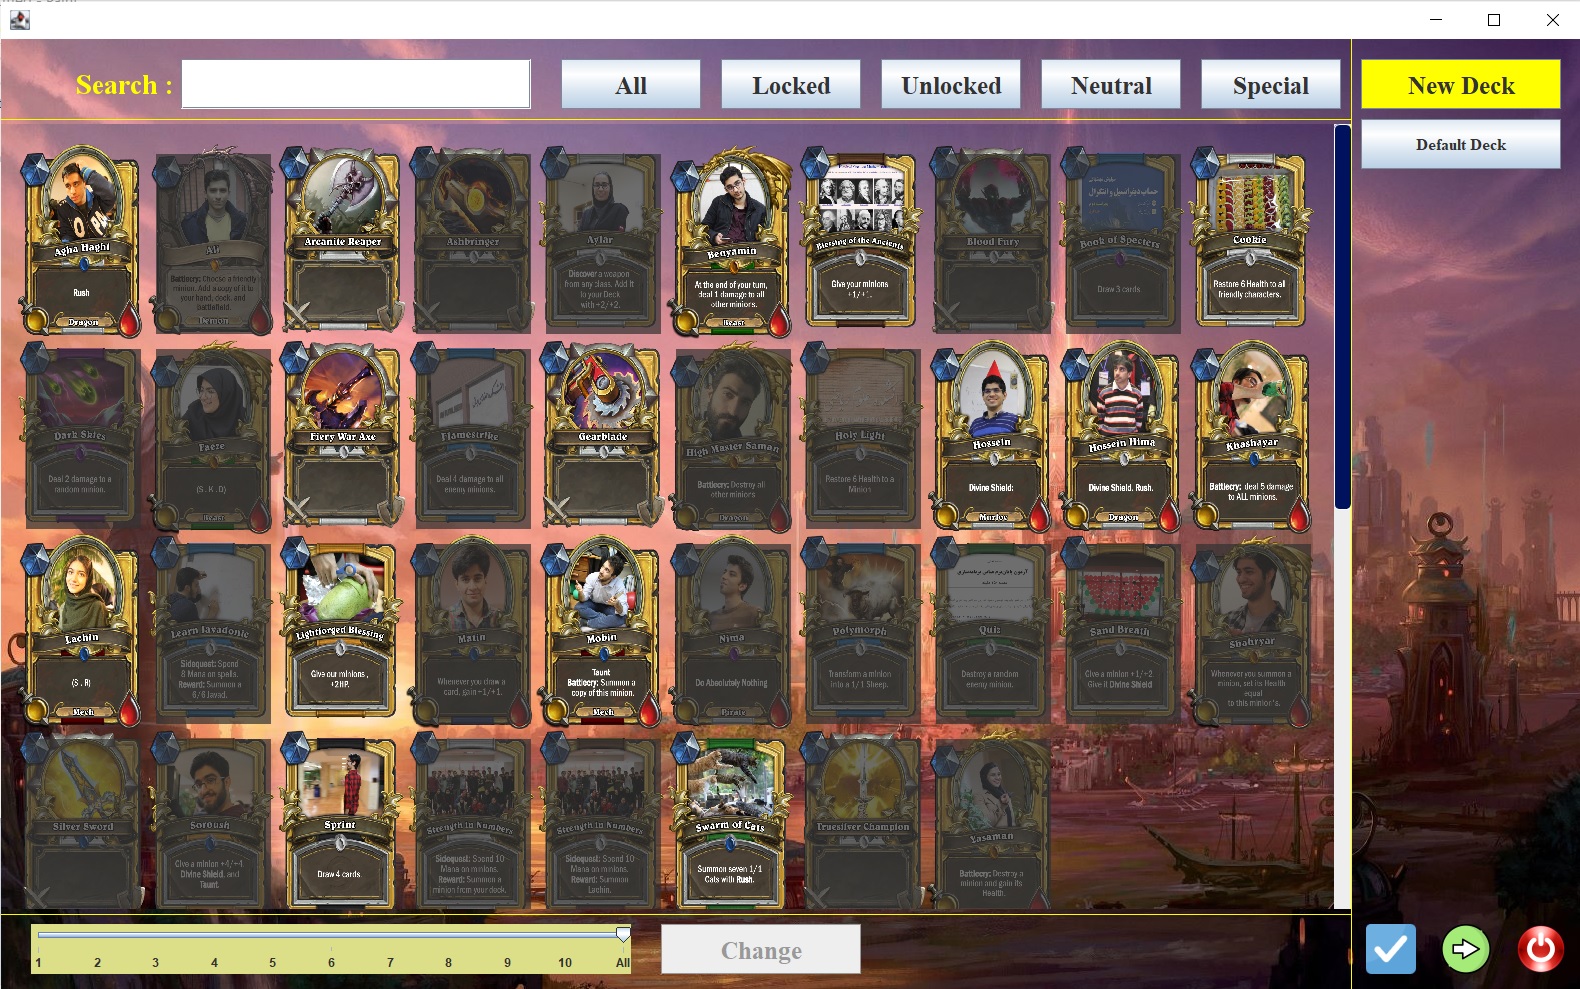 Search :
All
Locked
Unlocked
Neutral
Special
New Deck
Default Deck
Agha Haghi
Rush
Dragon
Ali
Battlecry: Choose a friendly
minion. Add a copy of it to
your hand, deck, and
battlefield.
Demon
Arcanite Reaper
Ashbringer
Aylar
Discover a weapon
from any class. Add it
to your Deck
with +2/+2.
Benyamin
At the end of your turn,
deal 1 damage to all
other minions.
Beast
Blessing of the Ancients
Give your minions
+1/+1.
Blood Fury
حساب دیفرانسیل و انتگرال
Book of Specters
Draw 3 cards.
Cookie
Restore 6 Health to all
friendly characters.
Dark Skies
Deal 2 damage to a
random minion.
Faeze
(S . K . D)
Beast
Fiery War Axe
Flamestrike
Deal 4 damage to all
enemy minions.
Gearblade
High Master Saman
Battlecry: Destroy all
other minions
Dragon
Holy Light
Restore 6 Health to a
Minion
Hossein
Divine Shield;
Murloc
Hossein Hima
Divine Shield. Rush.
Dragon
Khashayar
Battlecry: deal 5 damage
to ALL minions.
Lachin
(S . R)
Mech
Learn Javadonic
Sidequest: Spend
8 Mana on spells.
Reward: Summon a
6/6 Javad.
Lightforged Blessing
Give our minions ,
+2HP.
Matin
Whenever you draw a
card, gain +1/+1.
Mobin
Taunt
Battlecry: Summon a
copy of this minion.
Mech
Nima
Do Absolutely Nothing
Pirate
Polymorph
Transform a minion
into a 1/1 Sheep.
Quiz
Destroy a random
enemy minion.
Sand Breath
Give a minion +1/+2.
Give it Divine Shield
Shahryar
Whenever you summon a
minion, set its Health
equal
to this minion's.
Silver Sword
Soroush
Give a minion +4/+4.
Divine Shield, and
Taunt.
Sprint
Draw 4 cards.
Strength in Numbers
Sidequest: Spend 10
Mana on minions.
Reward: Summon a
minion from your deck.
Strength in Numbers
Sidequest: Spend 10
Mana on minions.
Reward: Summon
Lachin.
Swarm of Cats
Summon seven 1/1
Cats with Rush.
Truesilver Champion
Yasaman
Battlecry: Destroy a
minion and gain its
Health.
1 2 3 4 5 6 7 8 9 10 All
Change